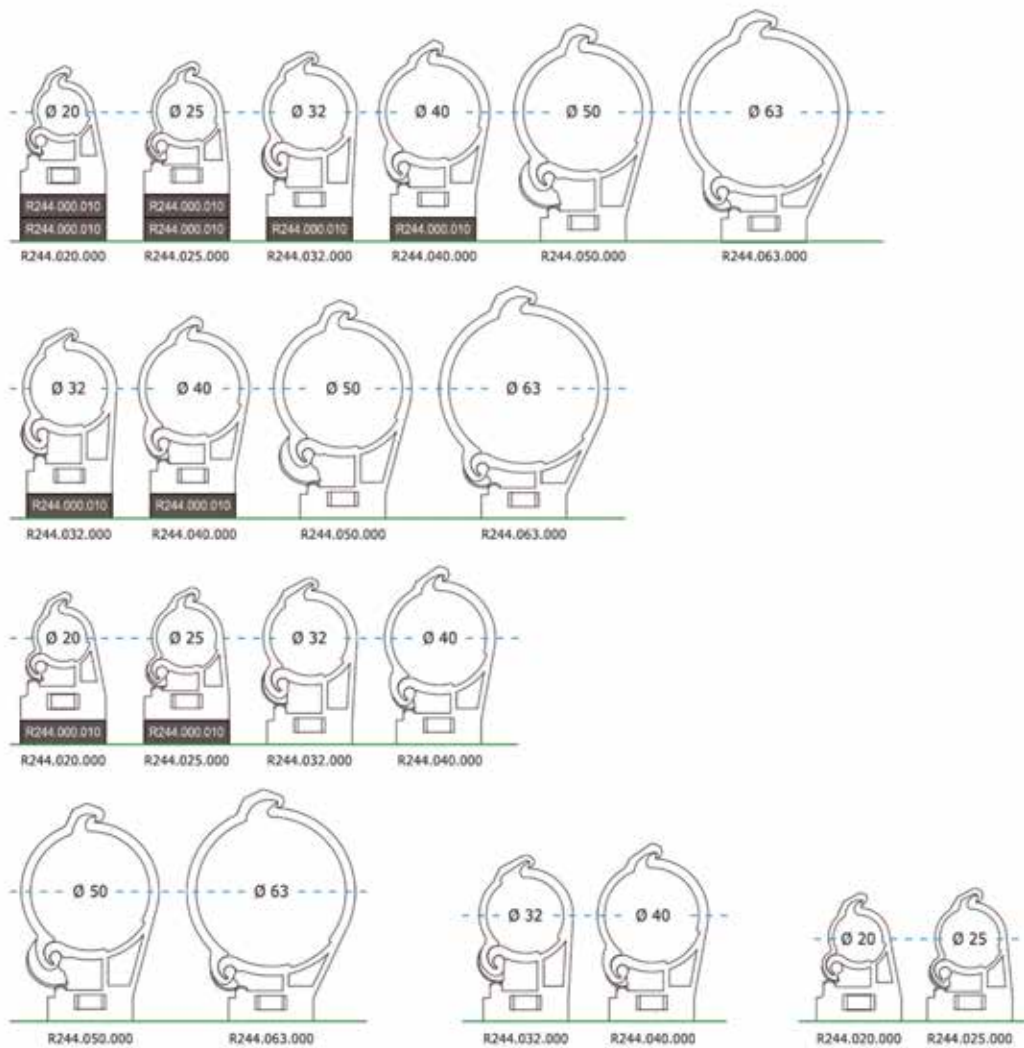 Ø 20 Ø 25 Ø 32 Ø 40 Ø 50 Ø 63
R244.000.010 R244.000.010
R244.000.010 R244.000.010 R244.000.010 R244.000.010
R244.020.000 R244.025.000 R244.032.000 R244.040.000 R244.050.000 R244.063.000
Ø 32 Ø 40 Ø 50 Ø 63
R244.000.010 R244.000.010
R244.032.000 R244.040.000 R244.050.000 R244.063.000
Ø 20 Ø 25 Ø 32 Ø 40
R244.000.010 R244.000.010
R244.020.000 R244.025.000 R244.032.000 R244.040.000
Ø 50 Ø 63 Ø 32 Ø 40 Ø 20 Ø 25
R244.050.000 R244.063.000 R244.032.000 R244.040.000 R244.020.000 R244.025.000